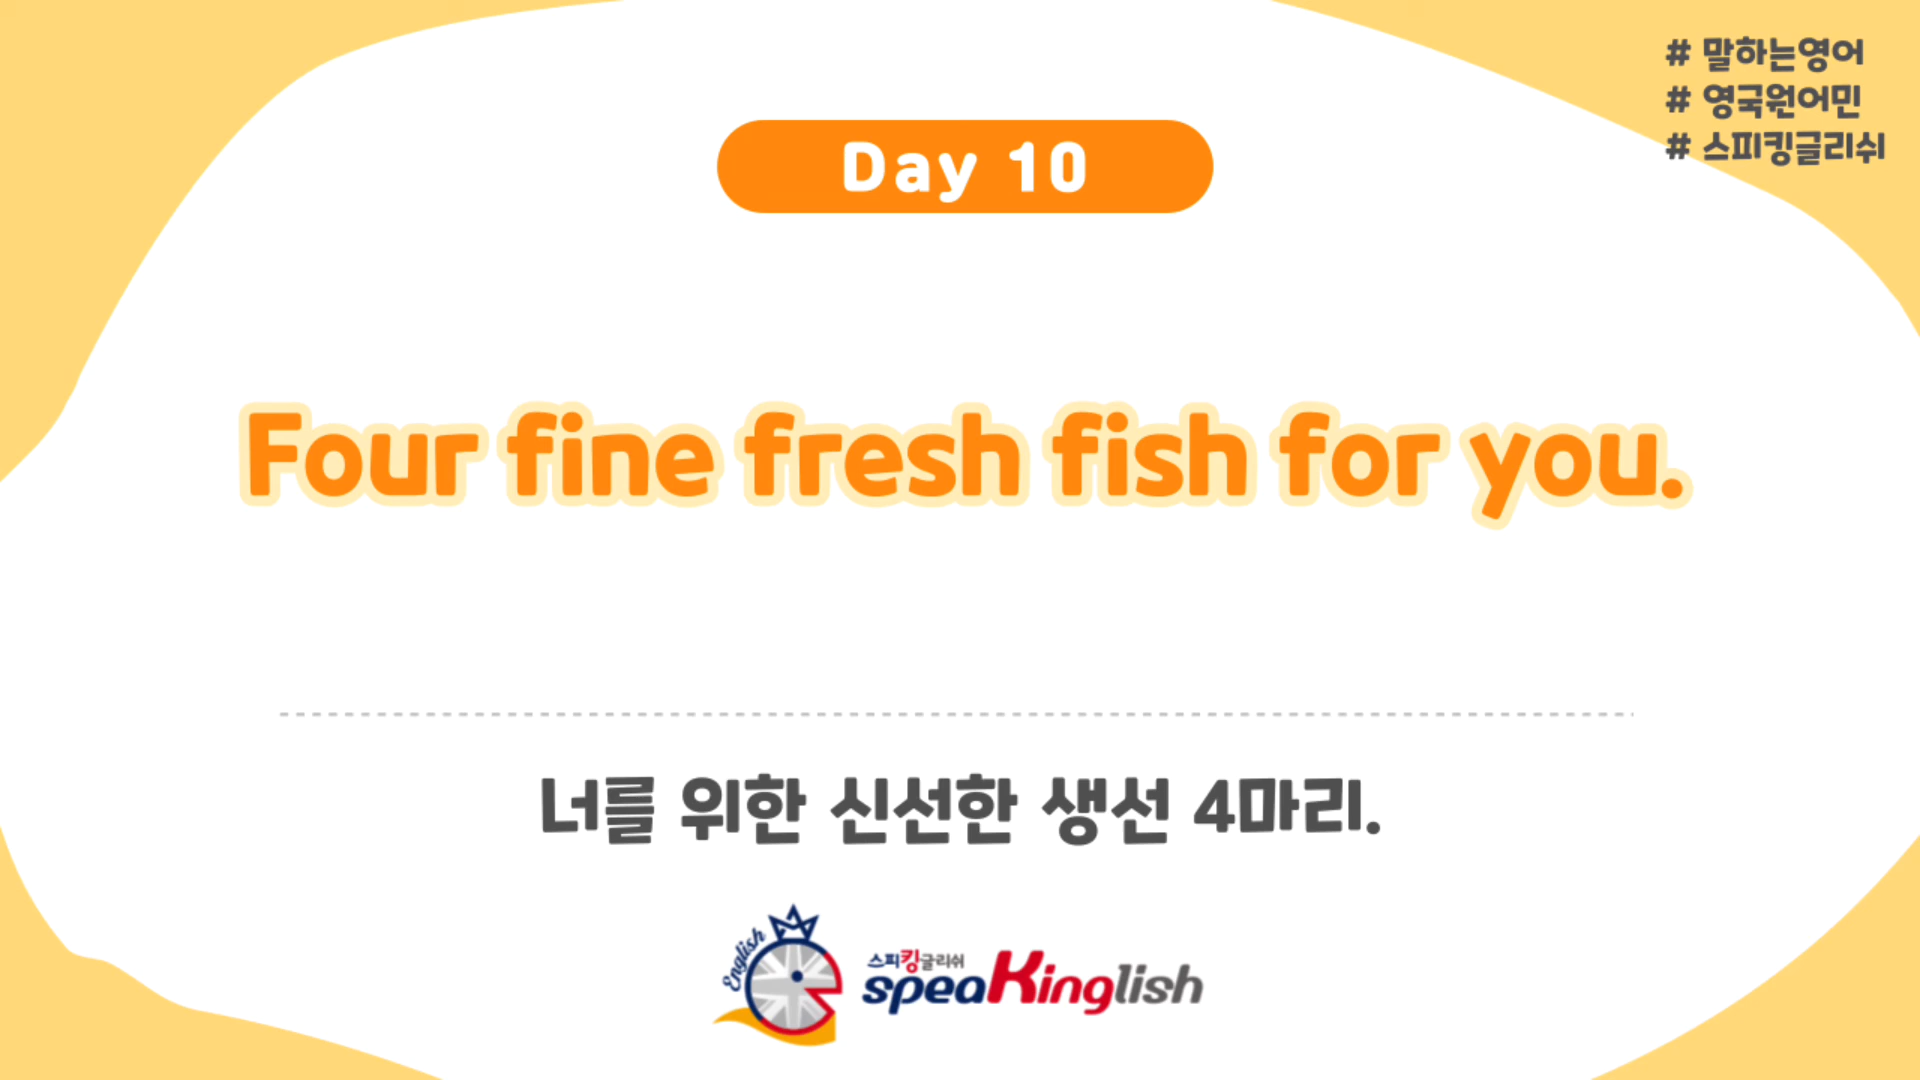 # 말하는영어
# 영국원어민
# 스피킹글리쉬
Day 10
Four fine fresh fish for you.
너를 위한 신선한 생선 4마리.
English
스피킹글리쉬
speaKinglish